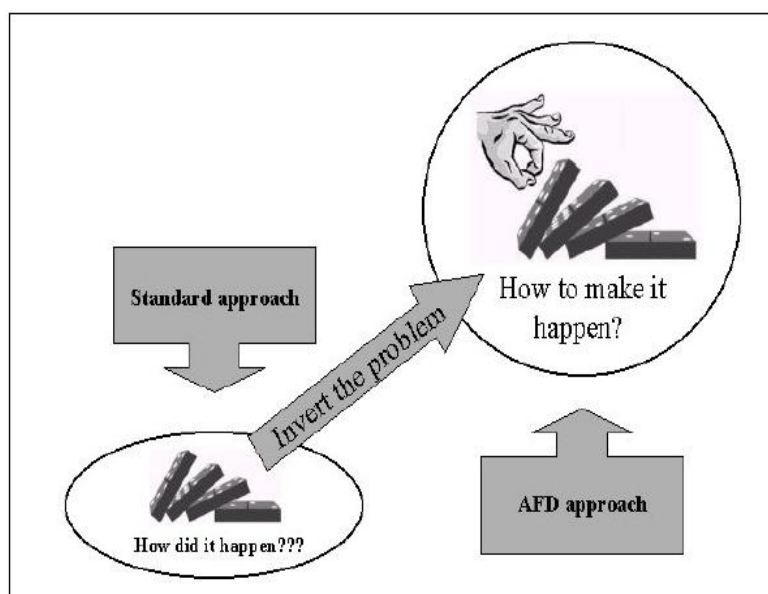 Standard approach
How did it happen???
Invert the problem
How to make it
happen?
AFD approach